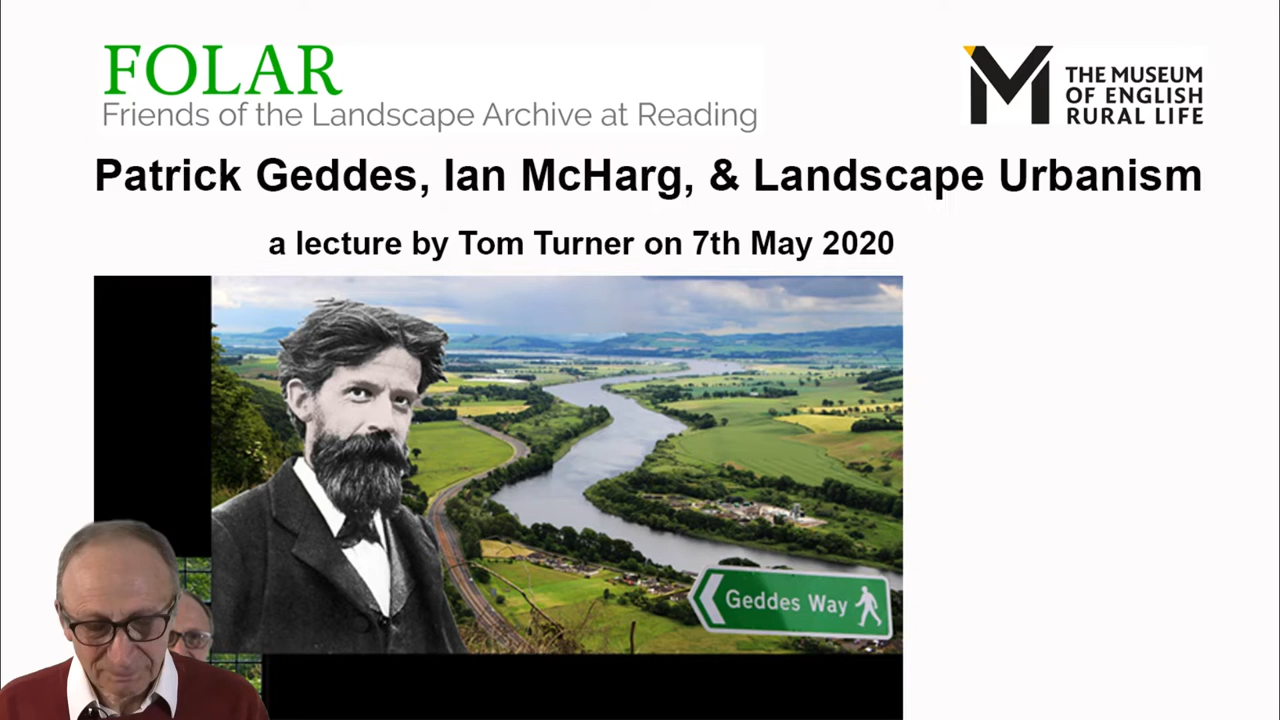 FOLAR
Friends of the Landscape Archive at Reading
THE MUSEUM
OF ENGLISH
RURAL LIFE
Patrick Geddes, Ian McHarg, & Landscape Urbanism
a lecture by Tom Turner on 7th May 2020
Geddes Way